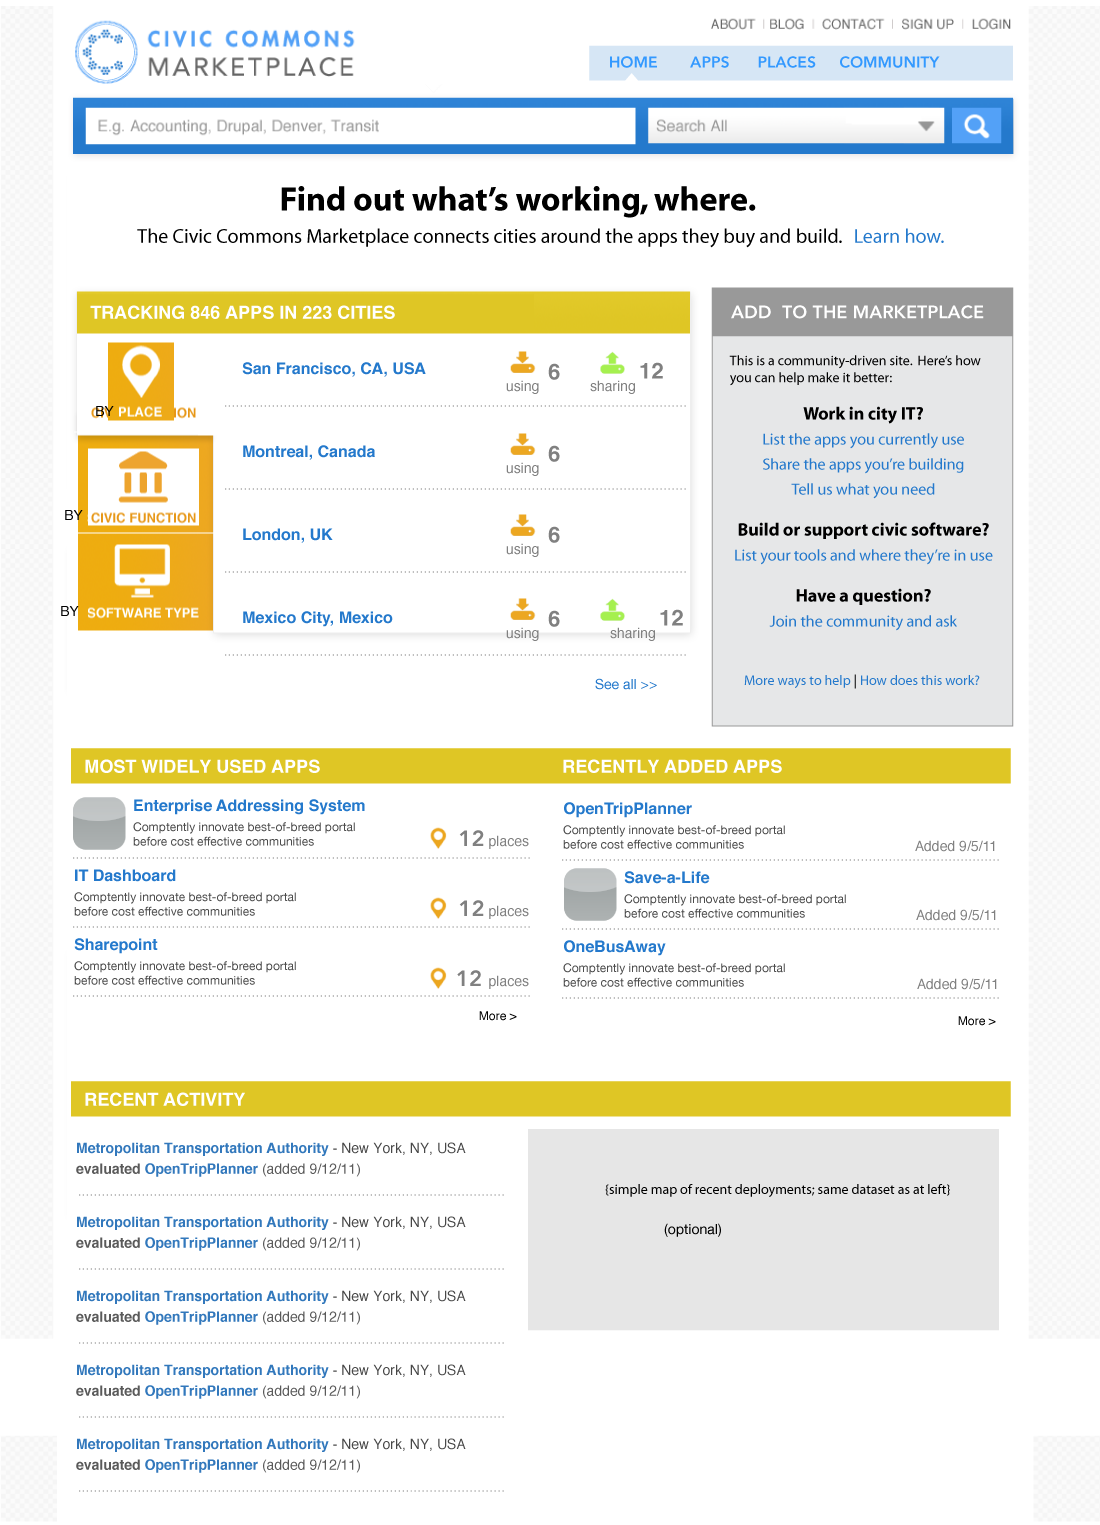 CIVIC COMMONS
MARKETPLACE
ABOUT | BLOG | CONTACT | SIGN UP | LOGIN
HOME APPS PLACES COMMUNITY
E.g. Accounting, Drupal, Denver, Transit
Search All
Find out what's working, where.
The Civic Commons Marketplace connects cities around the apps they buy and build. Learn how.
TRACKING 846 APPS IN 223 CITIES
BY PLACE
BY CIVIC FUNCTION
BY SOFTWARE TYPE
San Francisco, CA, USA
using 6
sharing 12
Montreal, Canada
using 6
London, UK
using 6
Mexico City, Mexico
using 6
sharing 12
See all >>
ADD TO THE MARKETPLACE
This is a community-driven site. Here's how
you can help make it better:
Work in city IT?
List the apps you currently use
Share the apps you're building
Tell us what you need
Build or support civic software?
List your tools and where they're in use
Have a question?
Join the community and ask
More ways to help | How does this work?
MOST WIDELY USED APPS
Enterprise Addressing System
Comptently innovate best-of-breed portal
before cost effective communities
12 places
IT Dashboard
Comptently innovate best-of-breed portal
before cost effective communities
12 places
Sharepoint
Comptently innovate best-of-breed portal
before cost effective communities
12 places
More >
RECENTLY ADDED APPS
OpenTripPlanner
Comptently innovate best-of-breed portal
before cost effective communities
Added 9/5/11
Save-a-Life
Comptently innovate best-of-breed portal
before cost effective communities
Added 9/5/11
OneBusAway
Comptently innovate best-of-breed portal
before cost effective communities
Added 9/5/11
More >
RECENT ACTIVITY
Metropolitan Transportation Authority - New York, NY, USA
evaluated OpenTripPlanner (added 9/12/11)
Metropolitan Transportation Authority - New York, NY, USA
evaluated OpenTripPlanner (added 9/12/11)
Metropolitan Transportation Authority - New York, NY, USA
evaluated OpenTripPlanner (added 9/12/11)
Metropolitan Transportation Authority - New York, NY, USA
evaluated OpenTripPlanner (added 9/12/11)
Metropolitan Transportation Authority - New York, NY, USA
evaluated OpenTripPlanner (added 9/12/11)
{simple map of recent deployments; same dataset as at left}
(optional)